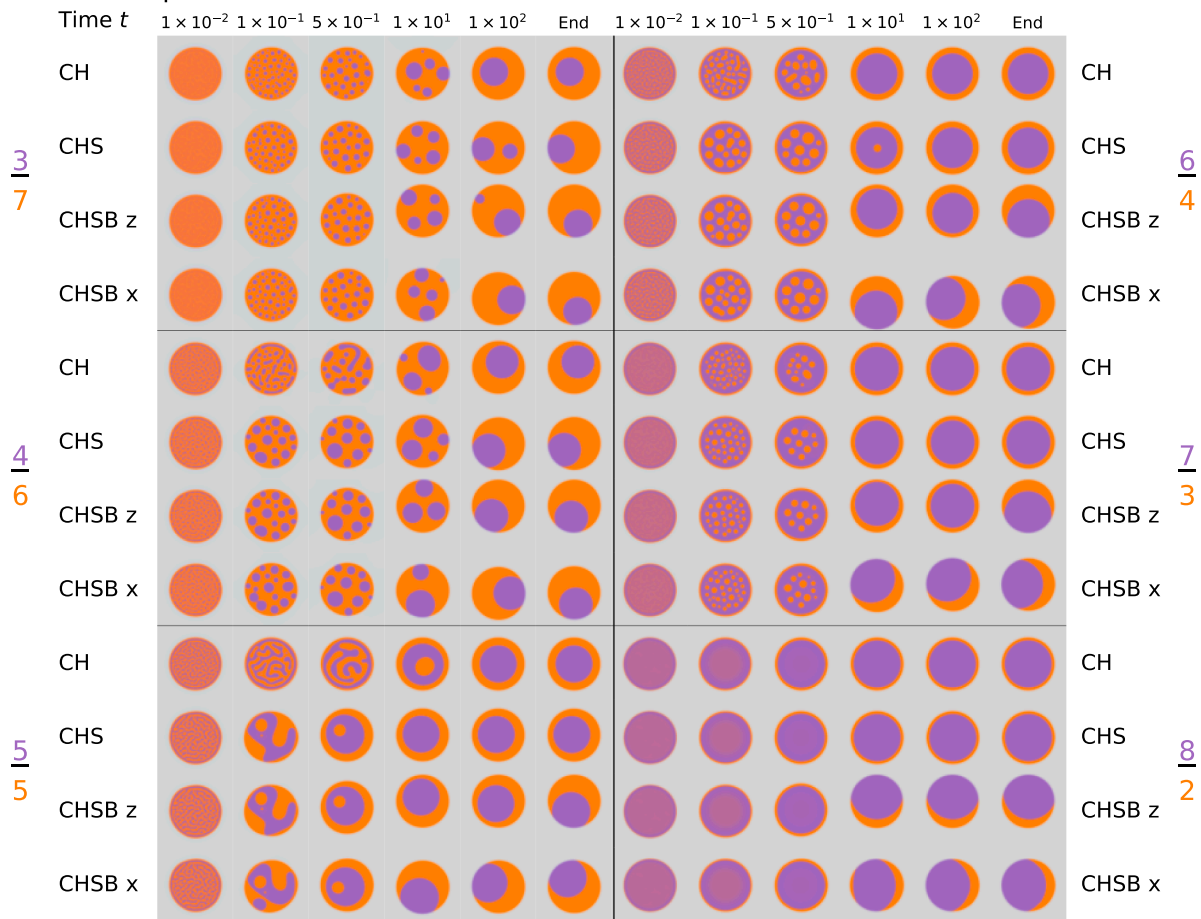 Time t 1 × 10⁻² 1 × 10⁻¹ 5 × 10⁻¹ 1 × 10¹ 1 × 10² End 1 × 10⁻² 1 × 10⁻¹ 5 × 10⁻¹ 1 × 10¹ 1 × 10² End
CH CH
CHS CHS
3 6
7 4
CHSB z CHSB z
CHSB x CHSB x
CH CH
CHS CHS
4 7
6 3
CHSB z CHSB z
CHSB x CHSB x
CH CH
CHS CHS
5 8
5 2
CHSB z CHSB z
CHSB x CHSB x